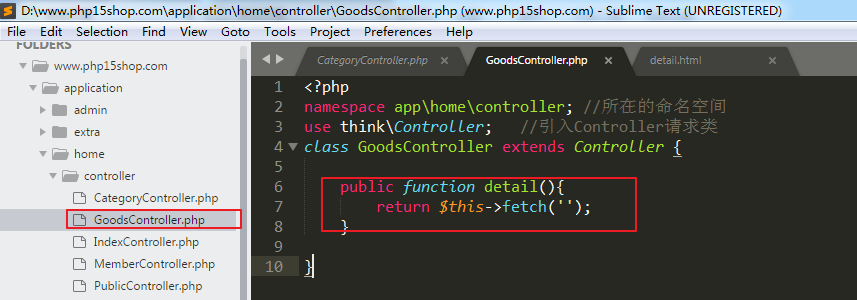 D:\www.php15shop.com\application\home\controller\GoodsController.php (www.php15shop.com) - Sublime Text (UNREGISTERED)
File Edit Selection Find View Goto Tools Project Preferences Help
FOLDERS
www.php15shop.com
application
admin
extra
home
controller
CategoryController.php
GoodsController.php
IndexController.php
MemberController.php
PublicController.php
CategoryController.php GoodsController.php detail.html
1 <?php
2 namespace app\home\controller; //所在的命名空间
3 use think\Controller; //引入Controller请求类
4 class GoodsController extends Controller {
5
6 public function detail(){
7 return $this->fetch('');
8 }
9
10 }